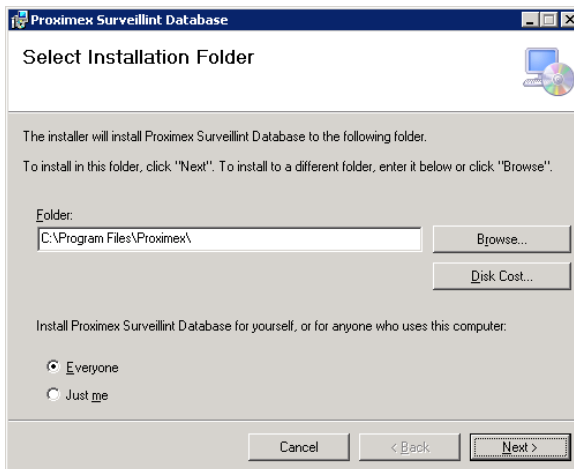 Proximex Surveillint Database
Select Installation Folder
The installer will install Proximex Surveillint Database to the following folder.
To install in this folder, click "Next". To install to a different folder, enter it below or click "Browse".
Folder:
C:\Program Files\Proximex\
Browse...
Disk Cost...
Install Proximex Surveillint Database for yourself, or for anyone who uses this computer:
Everyone
Just me
Cancel
< Back
Next >